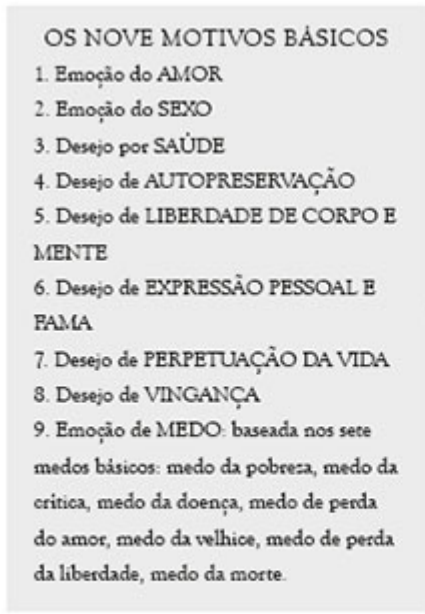 OS NOVE MOTIVOS BÁSICOS
1. Emoção do AMOR
2. Emoção do SEXO
3. Desejo por SAÚDE
4. Desejo de AUTOPRESERVAÇÃO
5. Desejo de LIBERDADE DE CORPO E
MENTE
6. Desejo de EXPRESSÃO PESSOAL E
FAMA
7. Desejo de PERPETUAÇÃO DA VIDA
8. Desejo de VINGANÇA
9. Emoção de MEDO: baseada nos sete
medos básicos: medo da pobreza, medo da
crítica, medo da doença, medo de perda
do amor, medo da velhice, medo de perda
da liberdade, medo da morte.